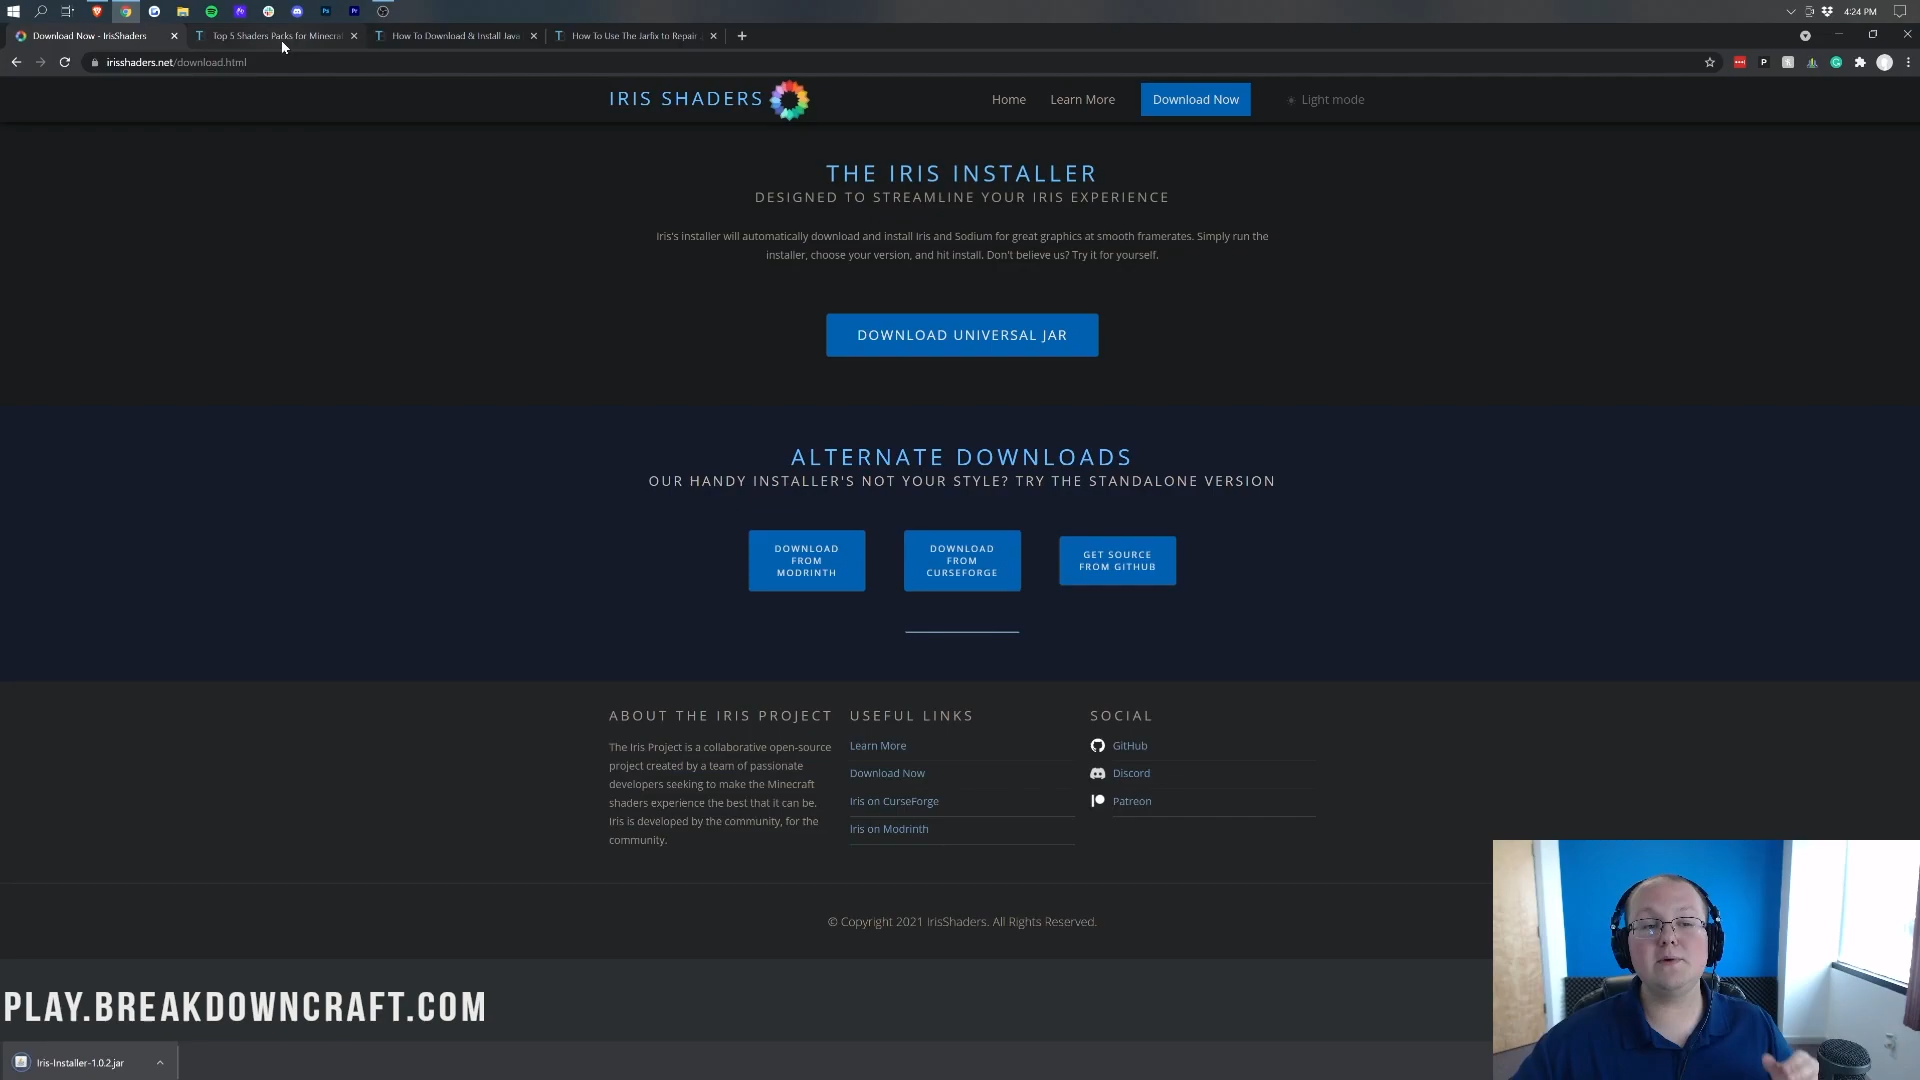 4:24 PM
Download Now - IrisShaders
Top 5 Shaders Packs for Minecraf
How To Download & Install Java
How To Use The Jarfix to Repair
irisshaders.net/download.html
IRIS SHADERS
Home
Learn More
Download Now
Light mode
THE IRIS INSTALLER
DESIGNED TO STREAMLINE YOUR IRIS EXPERIENCE
Iris's installer will automatically download and install Iris and Sodium for great graphics at smooth framerates. Simply run the
installer, choose your version, and hit install. Don't believe us? Try it for yourself.
DOWNLOAD UNIVERSAL JAR
ALTERNATE DOWNLOADS
OUR HANDY INSTALLER'S NOT YOUR STYLE? TRY THE STANDALONE VERSION
DOWNLOAD
FROM
MODRINTH
DOWNLOAD
FROM
CURSEFORGE
GET SOURCE
FROM GITHUB
ABOUT THE IRIS PROJECT
The Iris Project is a collaborative open-source
project created by a team of passionate
developers seeking to make the Minecraft
shaders experience the best that it can be.
Iris is developed by the community, for the
community.
USEFUL LINKS
Learn More
Download Now
Iris on CurseForge
Iris on Modrinth
SOCIAL
GitHub
Discord
Patreon
© Copyright 2021 IrisShaders. All Rights Reserved.
PLAY.BREAKDOWNCRAFT.COM
Iris-Installer-1.0.2.jar